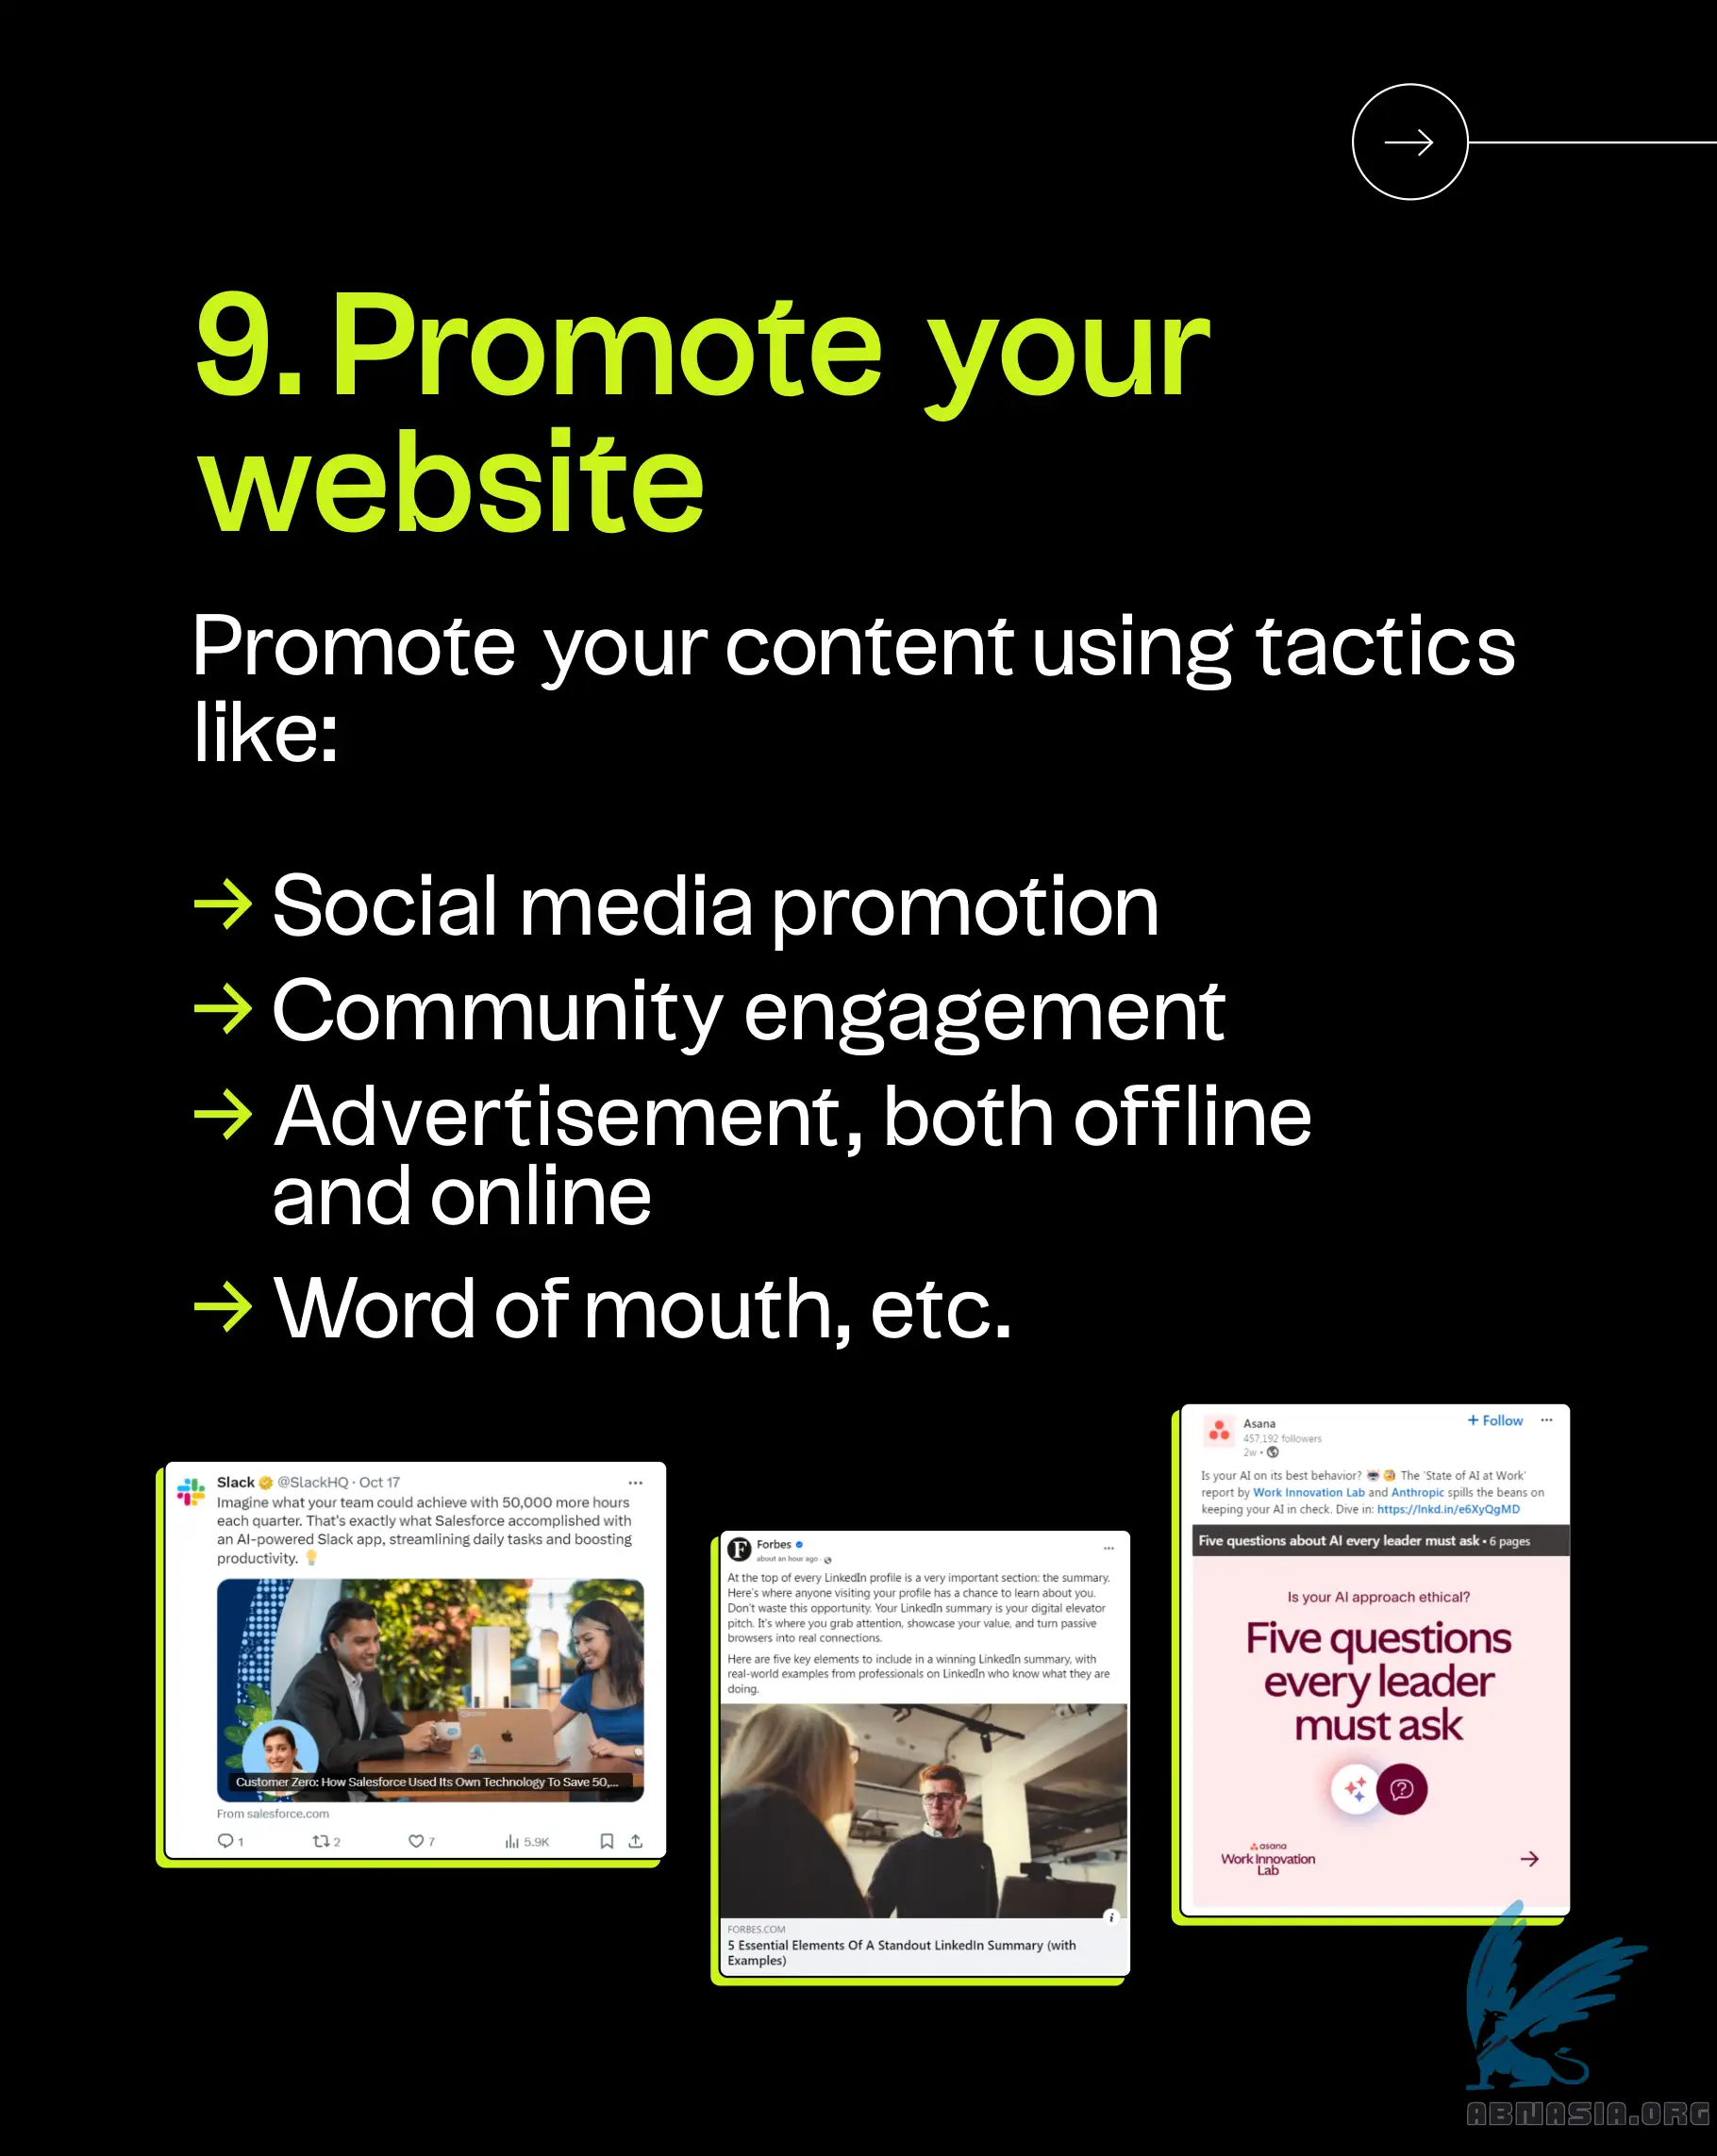 9. Promote your
website
Promote your content using tactics
like:
→ Social media promotion
→ Community engagement
→ Advertisement, both offline
and online
→ Word of mouth, etc.
Slack @SlackHQ · Oct 17
Imagine what your team could achieve with 50,000 more hours
each quarter. That's exactly what Salesforce accomplished with
an AI-powered Slack app, streamlining daily tasks and boosting
productivity.
Customer Zero: How Salesforce Used Its Own Technology To Save 50,...
From salesforce.com
1 2 7 5.9K
Forbes
about an hour ago ·
At the top of every LinkedIn profile is a very important section: the summary.
Here's where anyone visiting your profile has a chance to learn about you.
Don't waste this opportunity. Your LinkedIn summary is your digital elevator
pitch. It's where you grab attention, showcase your value, and turn passive
browsers into real connections.
Here are five key elements to include in a winning LinkedIn summary, with
real-world examples from professionals on LinkedIn who know what they are
doing.
FORBES.COM
5 Essential Elements Of A Standout LinkedIn Summary (with
Examples)
Asana
+ Follow
457,192 followers
2w •
Is your AI on its best behavior? The 'State of AI at Work'
report by Work Innovation Lab and Anthropic spills the beans on
keeping your AI in check. Dive in: https://lnkd.in/e6XyQgMD
Five questions about AI every leader must ask • 6 pages
Is your AI approach ethical?
Five questions
every leader
must ask
asana
Work Innovation
Lab
ABNASIA.ORG